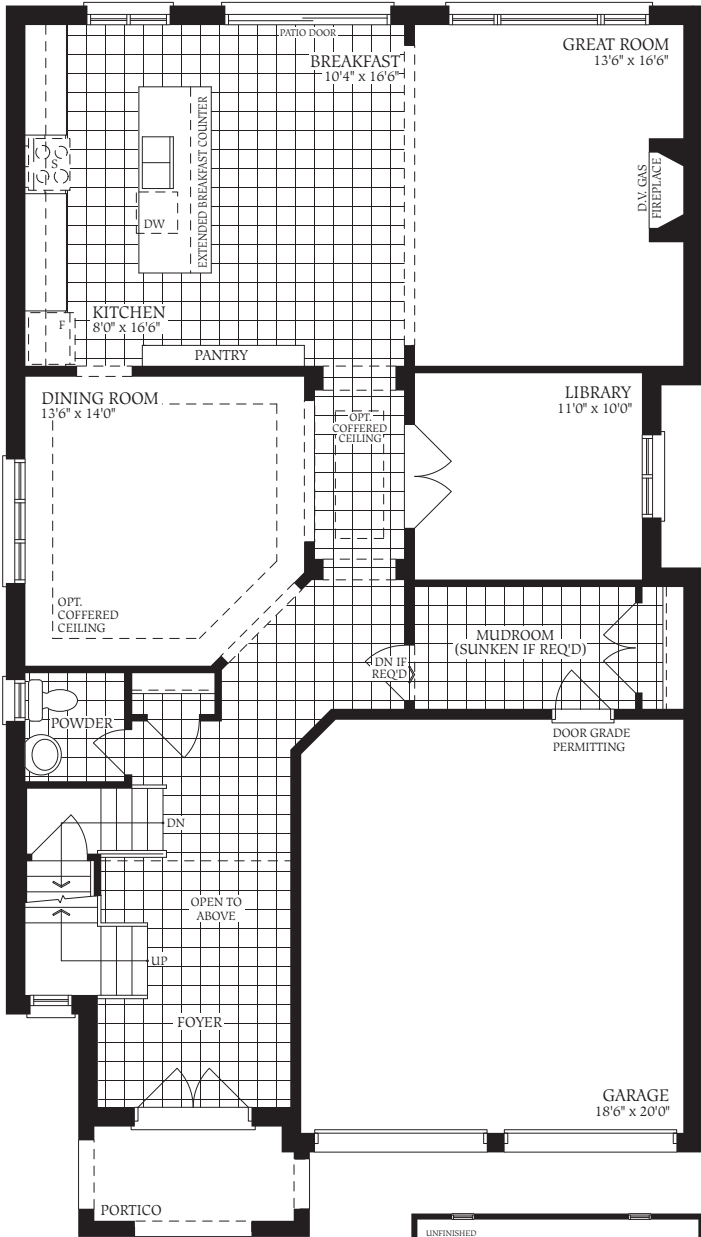 PATIO DOOR
BREAKFAST
10'4" x 16'6"
GREAT ROOM
13'6" x 16'6"
S
DW
EXTENDED BREAKFAST COUNTER
D.V. GAS
FIREPLACE
KITCHEN
8'0" x 16'6"
F
PANTRY
DINING ROOM
13'6" x 14'0"
OPT.
COFFERED
CEILING
LIBRARY
11'0" x 10'0"
OPT.
COFFERED
CEILING
MUDROOM
(SUNKEN IF REQ'D)
DN IF
REQ'D
POWDER
DOOR GRADE
PERMITTING
DN
OPEN TO
ABOVE
UP
FOYER
GARAGE
18'6" x 20'0"
PORTICO
UNFINISHED